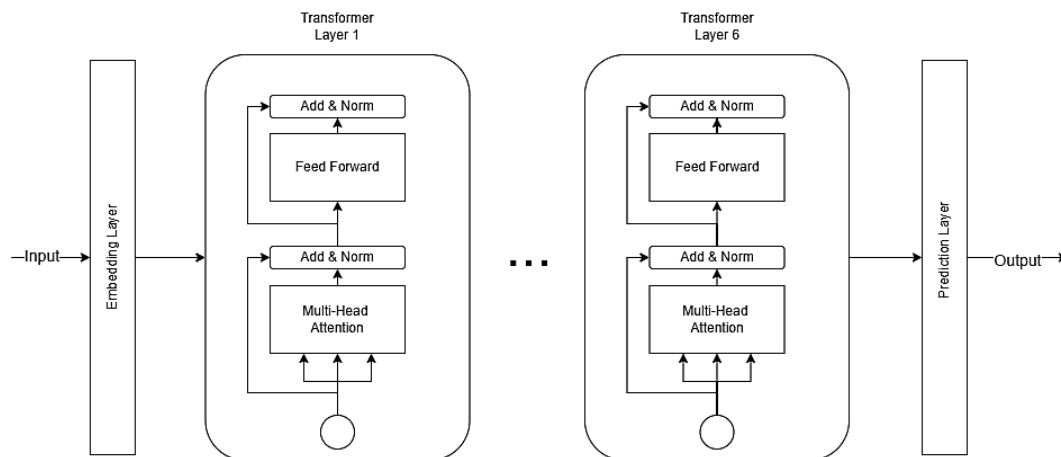 Transformer
Layer 1
Transformer
Layer 6
Input
Embedding Layer
Add & Norm
Feed Forward
Add & Norm
Multi-Head
Attention
...
Add & Norm
Feed Forward
Add & Norm
Multi-Head
Attention
Prediction Layer
Output